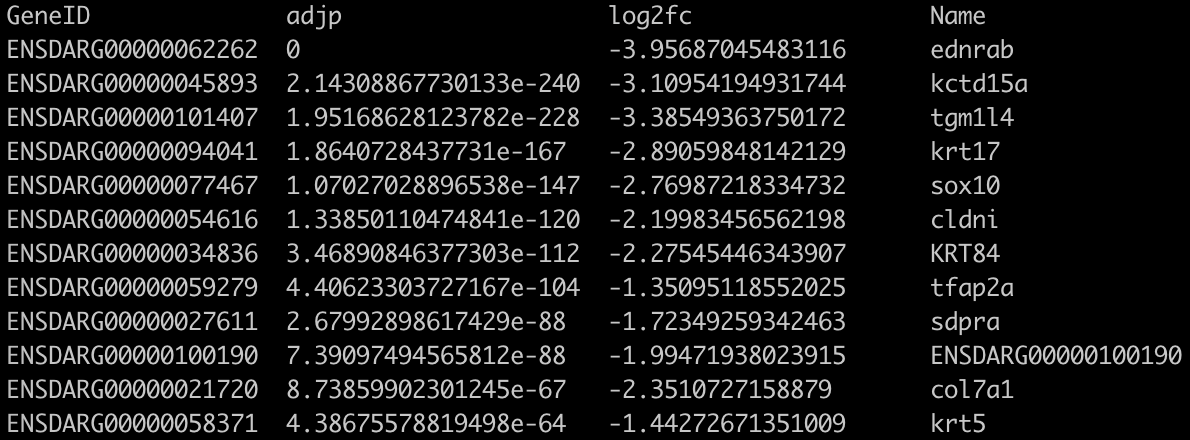 GeneID adjp log2fc Name
ENSDARG00000062262 0 -3.95687045483116 ednrab
ENSDARG00000045893 2.14308867730133e-240 -3.10954194931744 kctd15a
ENSDARG00000101407 1.95168628123782e-228 -3.38549363750172 tgm1l4
ENSDARG00000094041 1.8640728437731e-167 -2.89059848142129 krt17
ENSDARG00000077467 1.07027028896538e-147 -2.76987218334732 sox10
ENSDARG00000054616 1.33850110474841e-120 -2.19983456562198 cldni
ENSDARG00000034836 3.46890846377303e-112 -2.27545446343907 KRT84
ENSDARG00000059279 4.40623303727167e-104 -1.35095118552025 tfap2a
ENSDARG00000027611 2.67992898617429e-88 -1.72349259342463 sdpra
ENSDARG00000100190 7.39097494565812e-88 -1.99471938023915 ENSDARG00000100190
ENSDARG00000021720 8.73859902301245e-67 -2.3510727158879 col7a1
ENSDARG00000058371 4.38675578819498e-64 -1.44272671351009 krt5